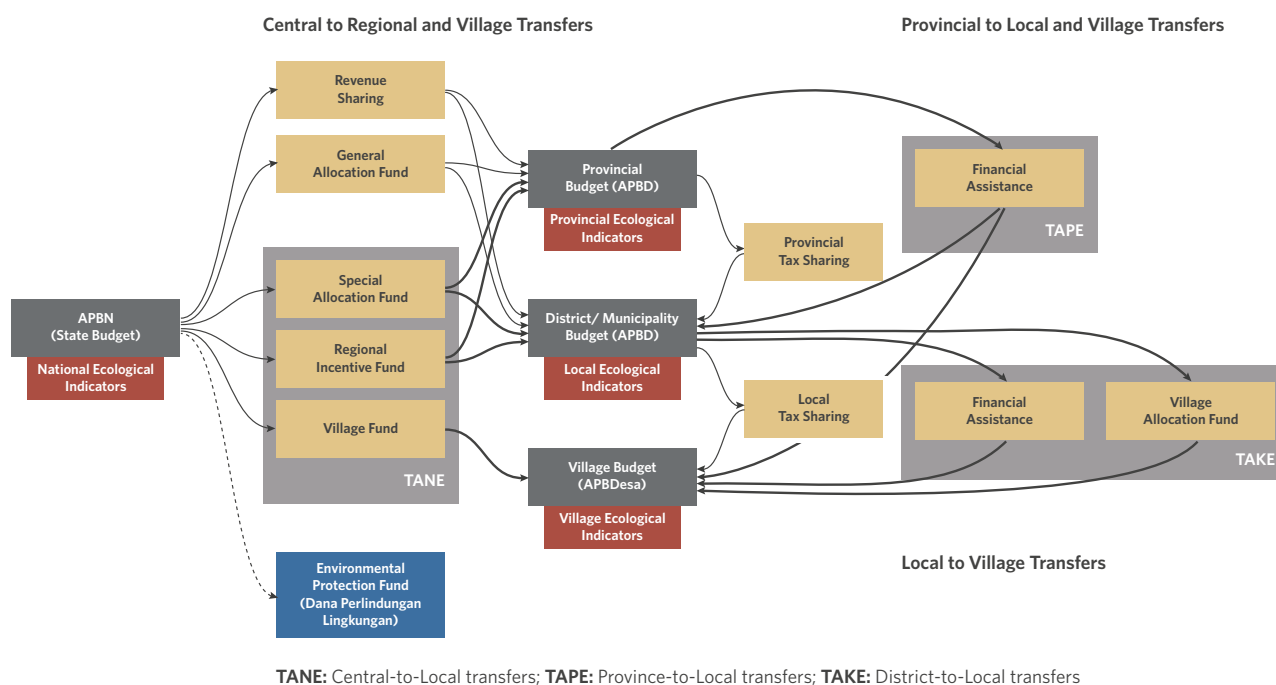 Central to Regional and Village Transfers
Provincial to Local and Village Transfers
Revenue
Sharing
General
Allocation Fund
Provincial
Budget (APBD)
Provincial Ecological
Indicators
Financial
Assistance
TAPE
Provincial
Tax Sharing
Special
Allocation Fund
APBN
(State Budget)
National Ecological
Indicators
District/ Municipality
Budget (APBD)
Local Ecological
Indicators
Regional
Incentive Fund
Village Fund
TANE
Local
Tax Sharing
Financial
Assistance
Village
Allocation Fund
TAKE
Village Budget
(APBDesa)
Village Ecological
Indicators
Environmental
Protection Fund
(Dana Perlindungan
Lingkungan)
Local to Village Transfers
TANE: Central-to-Local transfers; TAPE: Province-to-Local transfers; TAKE: District-to-Local transfers